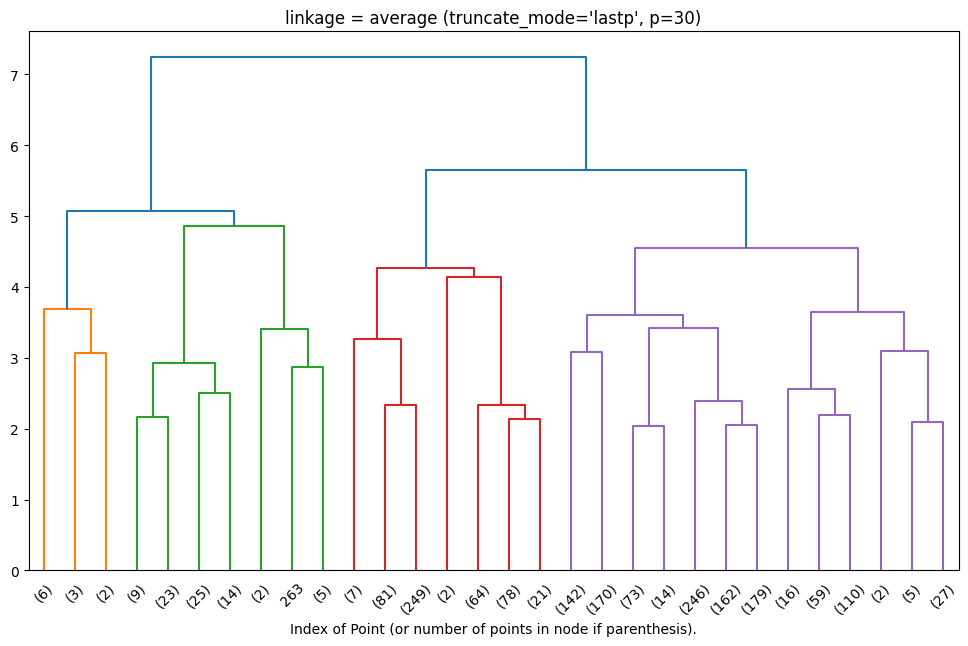 linkage = average (truncate_mode='lastp', p=30)
7
6
5
4
3
2
1
0
(6) (3) (2) (9) (23) (25) (14) (2) 263 (5) (7) (81) (249) (2) (64) (78) (21) (142) (170) (73) (14) (246) (162) (179) (16) (59) (110) (2) (5) (27)
Index of Point (or number of points in node if parenthesis).